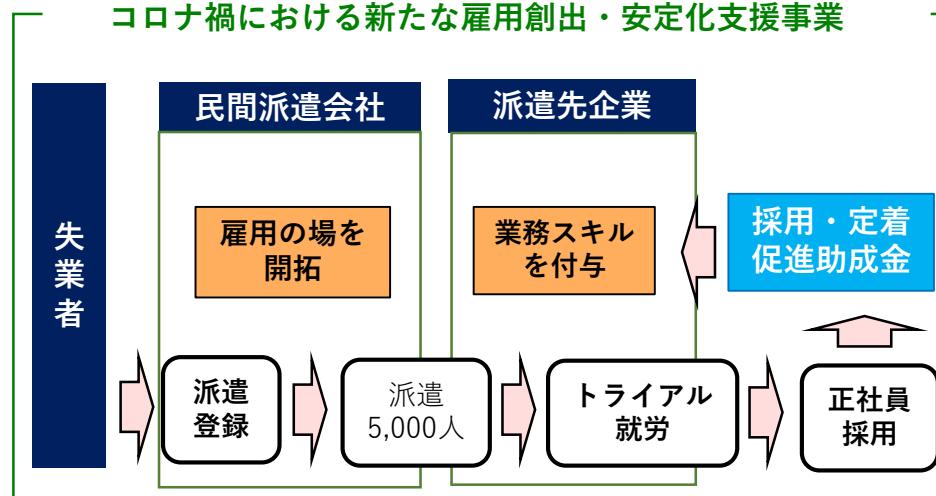 コロナ禍における新たな雇用創出・安定化支援事業
失業者
民間派遣会社
派遣先企業
雇用の場を
開拓
業務スキル
を付与
採用・定着
促進助成金
派遣
登録
派遣
5,000人
トライアル
就労
正社員
採用